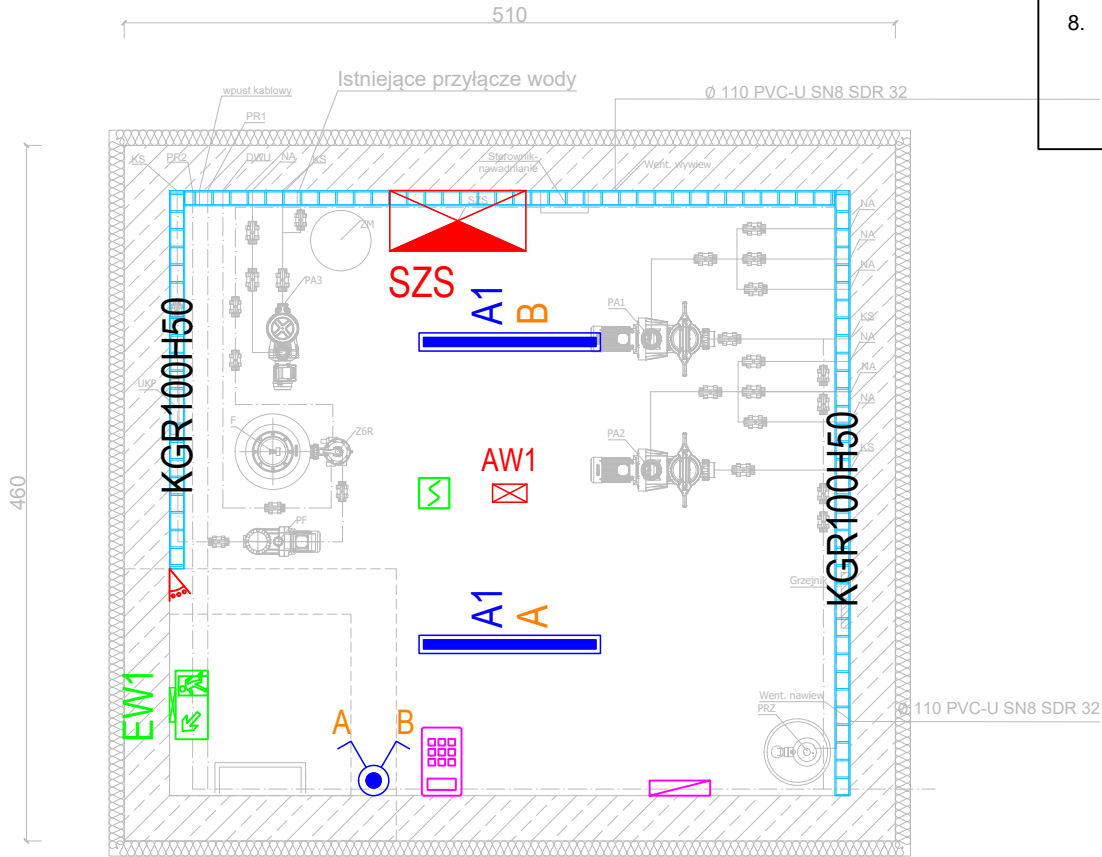 510
8.
Istniejące przyłącze wody
wpust kablowy
Ø 110 PVC-U SN8 SDR 32
PR1
KS
PR2
DWU
NA
KS
Sterownik-
nawadnianie
Went. wywiew
SZS
NA
ZM
NA
SZS
NA
A1
B
PA3
PA1
KS
NA
KGR100H50
UKP
NA
NA
F
Z6R
PA2
AW1
KS
KGR100H50
460
PF
Grzejnik
A1
A
EW1
Went. nawiew
PRZ
Ø 110 PVC-U SN8 SDR 32
A
B